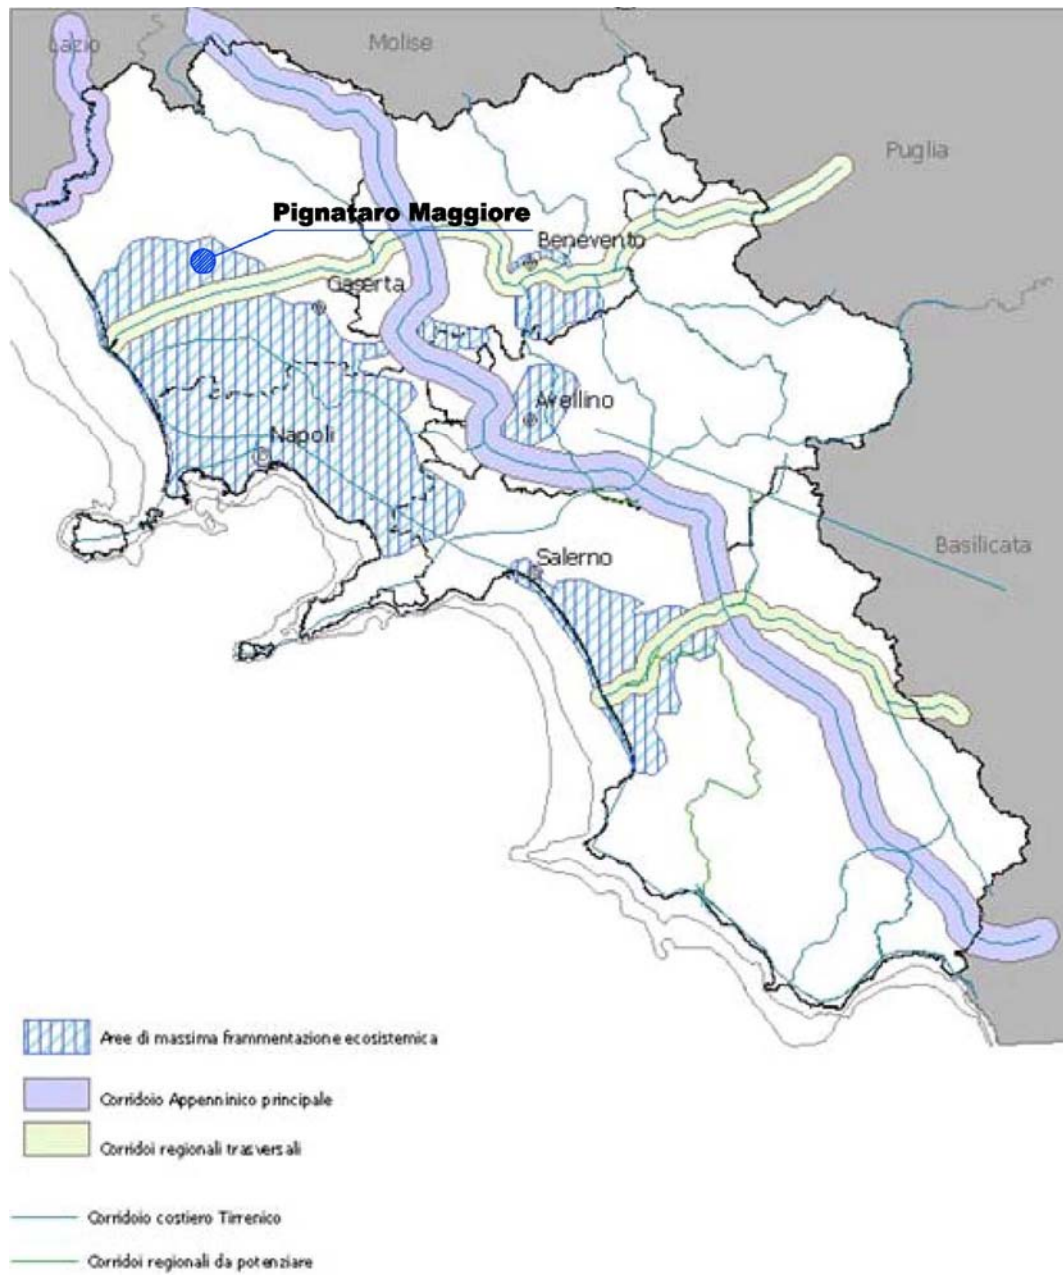 Lazio
Molise
Puglia
Pignataro Maggiore
Benevento
Caserta
Avellino
Napoli
Basilicata
Salerno
Aree di massima frammentazione ecosistemica
Corridoio Appenninico principale
Corridoi regionali trasversali
Corridoio costiero Tirrenico
Corridoi regionali da potenziare